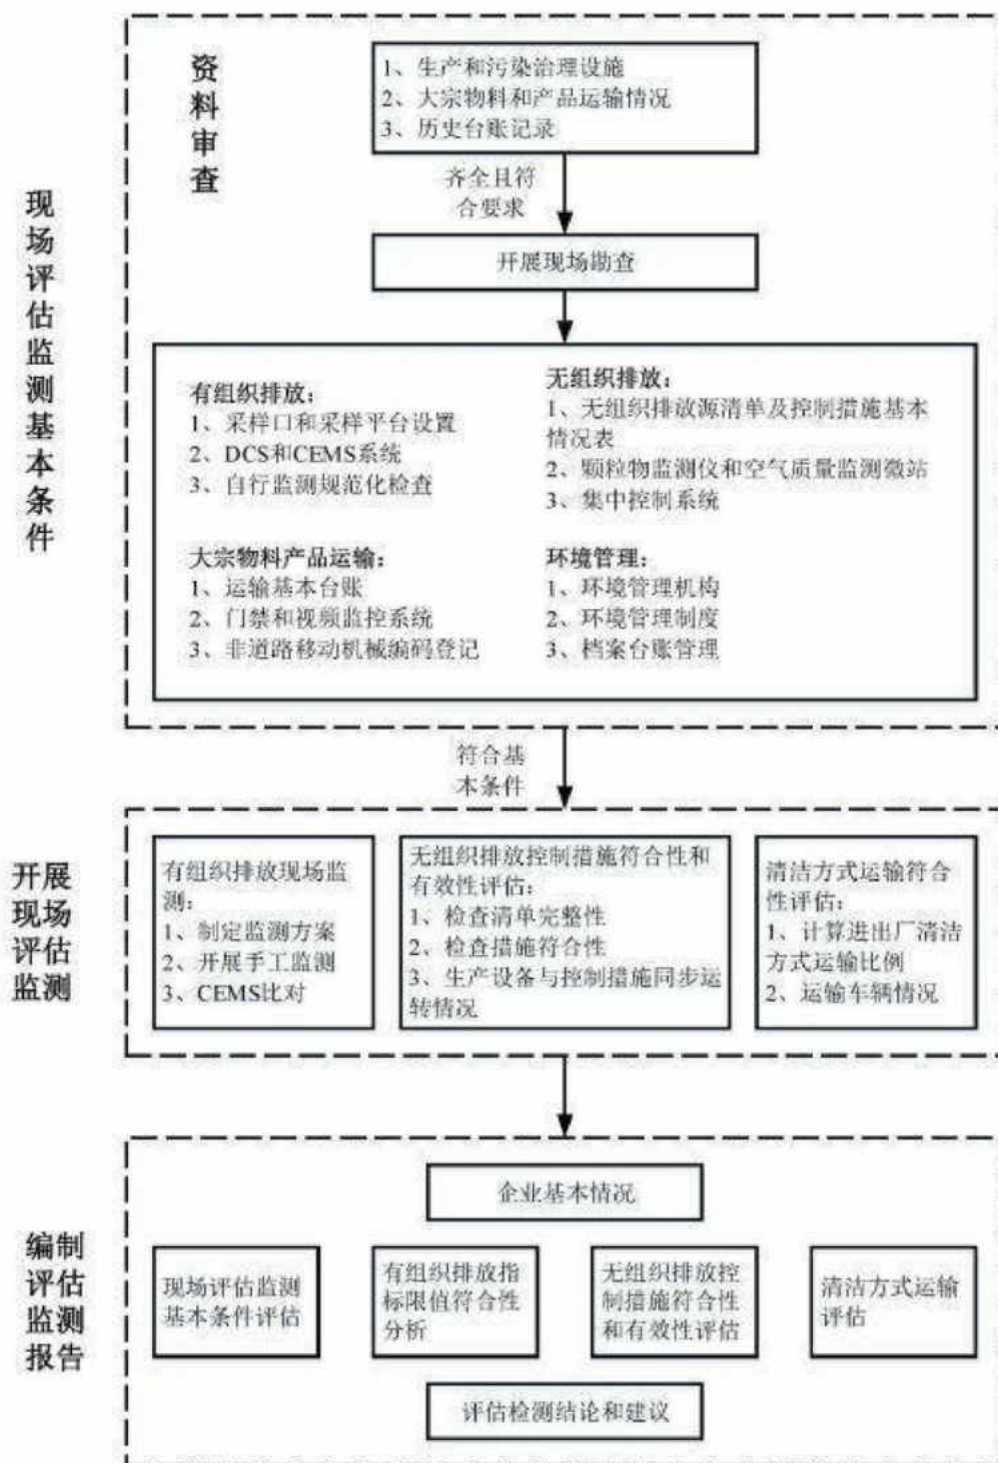 现场评估监测基本条件
资料审查
1、生产和污染治理设施
2、大宗物料和产品运输情况
3、历史台账记录
齐全且符
合要求
开展现场勘查
有组织排放：
1、采样口和采样平台设置
2、DCS和CEMS系统
3、自行监测规范化检查
无组织排放：
1、无组织排放源清单及控制措施基本
情况表
2、颗粒物监测仪和空气质量监测微站
3、集中控制系统
大宗物料产品运输：
1、运输基本台账
2、门禁和视频监控系统
3、非道路移动机械编码登记
环境管理：
1、环境管理机构
2、环境管理制度
3、档案台账管理
符合基
本条件
开展
现场
评估
监测
有组织排放现场监
测：
1、制定监测方案
2、开展手工监测
3、CEMS比对
无组织排放控制措施符合性和
有效性评估：
1、检查清单完整性
2、检查措施符合性
3、生产设备与控制措施同步运
转情况
清洁方式运输符合
性评估：
1、计算进出厂清洁
方式运输比例
2、运输车辆情况
编制
评估
监测
报告
企业基本情况
现场评估监测
基本条件评估
有组织排放指
标限值符合性
分析
无组织排放控
制措施符合性
和有效性评估
清洁方式运输
评估
评估检测结论和建议